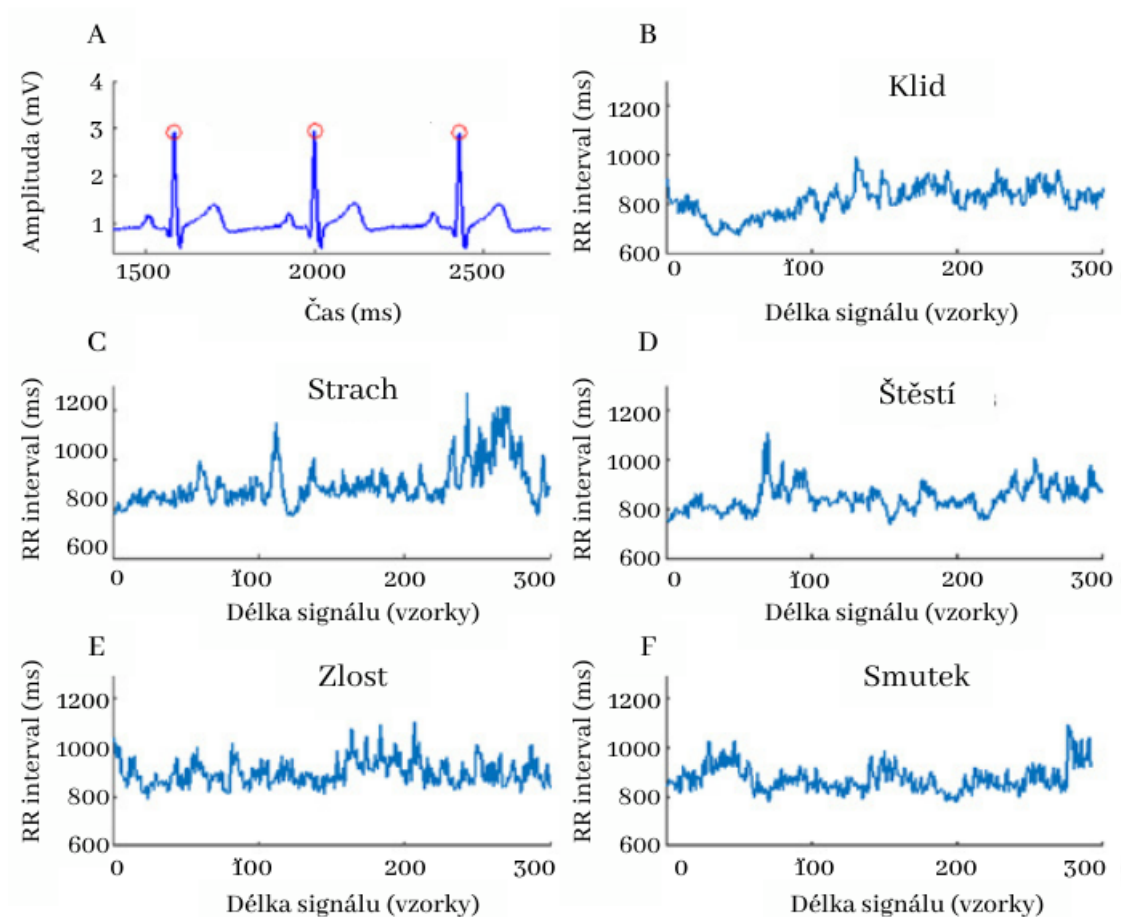 A
Amplituda (mV)
4
3
2
1
1500
2000
2500
Čas (ms)
B
Klid
RR interval (ms)
1200
1000
800
600
0
100
200
300
Délka signálu (vzorky)
C
Strach
RR interval (ms)
1200
1000
800
600
0
100
200
300
Délka signálu (vzorky)
D
Štěstí
RR interval (ms)
1200
1000
800
600
0
100
200
300
Délka signálu (vzorky)
E
Zlost
RR interval (ms)
1200
1000
800
600
0
100
200
300
Délka signálu (vzorky)
F
Smutek
RR interval (ms)
1200
1000
800
600
0
100
200
300
Délka signálu (vzorky)